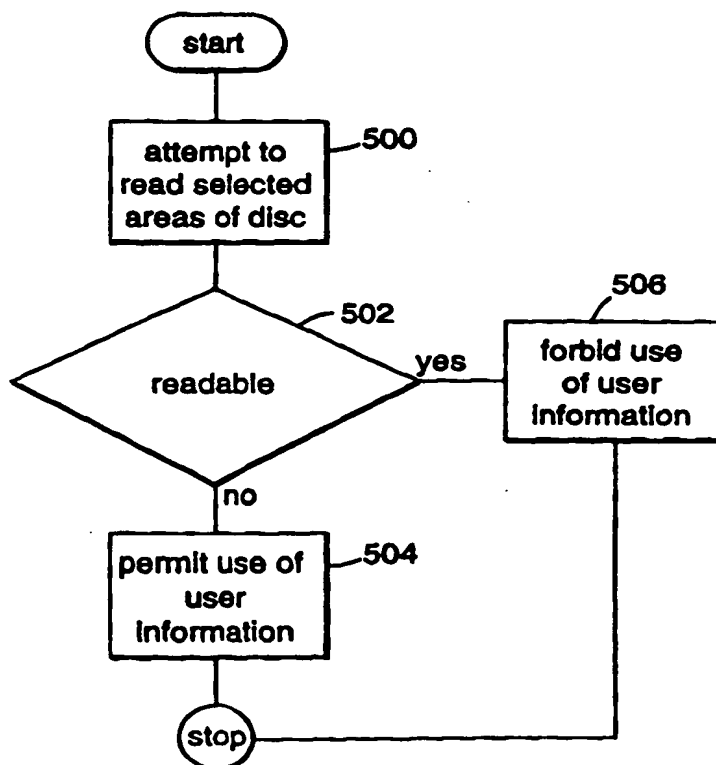 start
attempt to
read selected
areas of disc
500
502
readable
yes
506
forbid use
of user
information
no
permit use of
user
information
504
stop